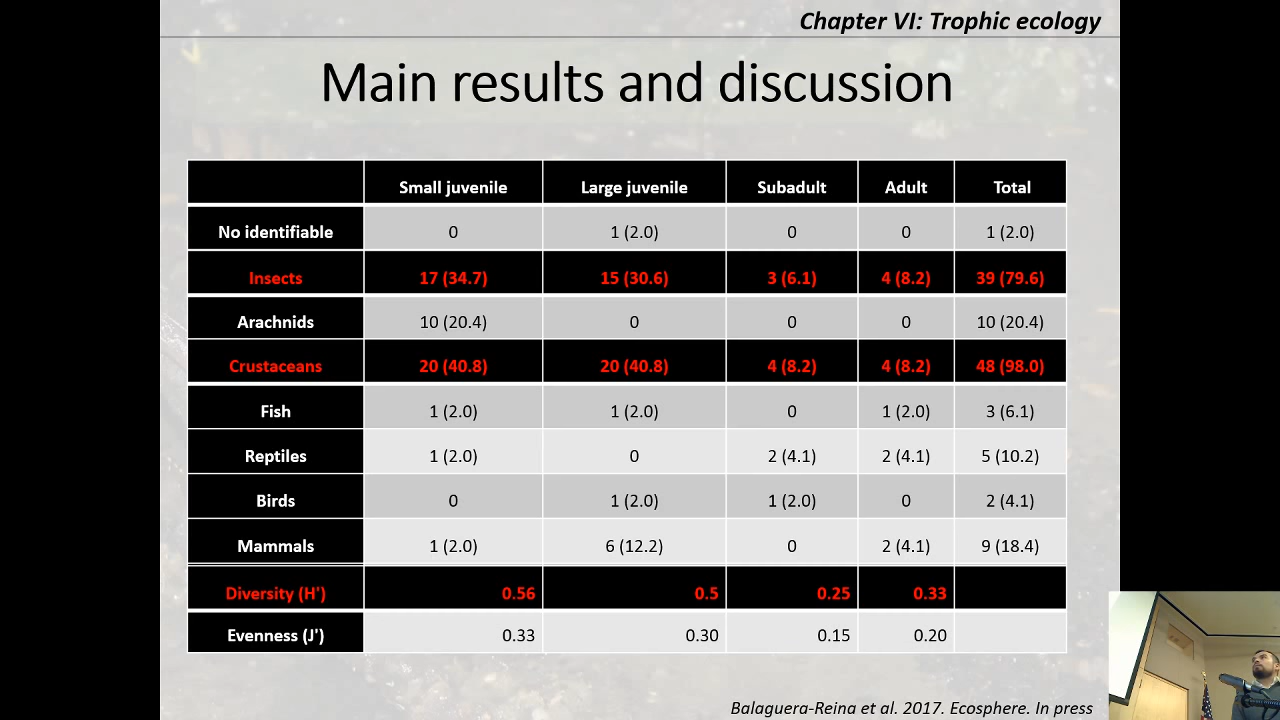 Chapter VI: Trophic ecology
Main results and discussion
Small juvenile Large juvenile Subadult Adult Total
No identifiable 0 1 (2.0) 0 0 1 (2.0)
Insects 17 (34.7) 15 (30.6) 3 (6.1) 4 (8.2) 39 (79.6)
Arachnids 10 (20.4) 0 0 0 10 (20.4)
Crustaceans 20 (40.8) 20 (40.8) 4 (8.2) 4 (8.2) 48 (98.0)
Fish 1 (2.0) 1 (2.0) 0 1 (2.0) 3 (6.1)
Reptiles 1 (2.0) 0 2 (4.1) 2 (4.1) 5 (10.2)
Birds 0 1 (2.0) 1 (2.0) 0 2 (4.1)
Mammals 1 (2.0) 6 (12.2) 0 2 (4.1) 9 (18.4)
Diversity (H') 0.56 0.5 0.25 0.33
Evenness (J') 0.33 0.30 0.15 0.20
Balaguera-Reina et al. 2017. Ecosphere. In press